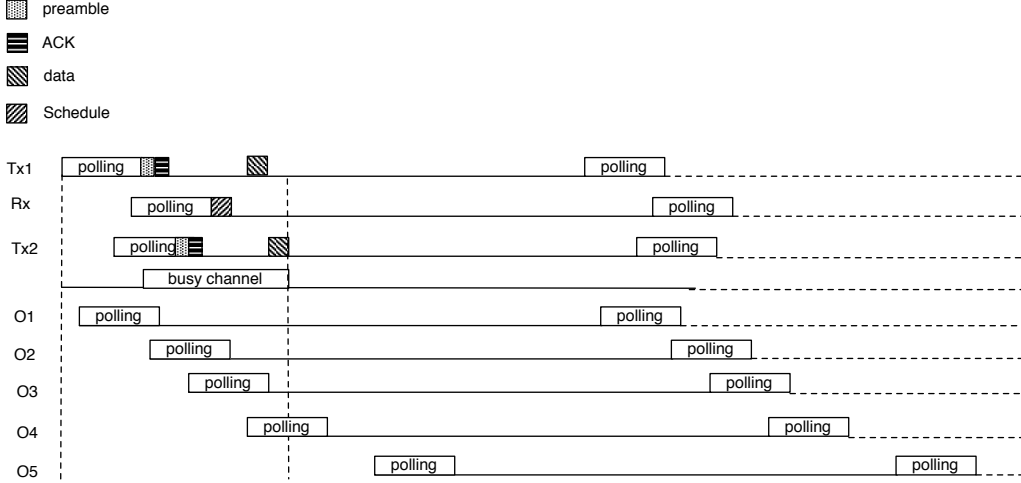 preamble
ACK
data
Schedule
Tx1 polling polling
Rx polling polling
Tx2 polling polling
busy channel
O1 polling polling
O2 polling polling
O3 polling polling
O4 polling polling
O5 polling polling